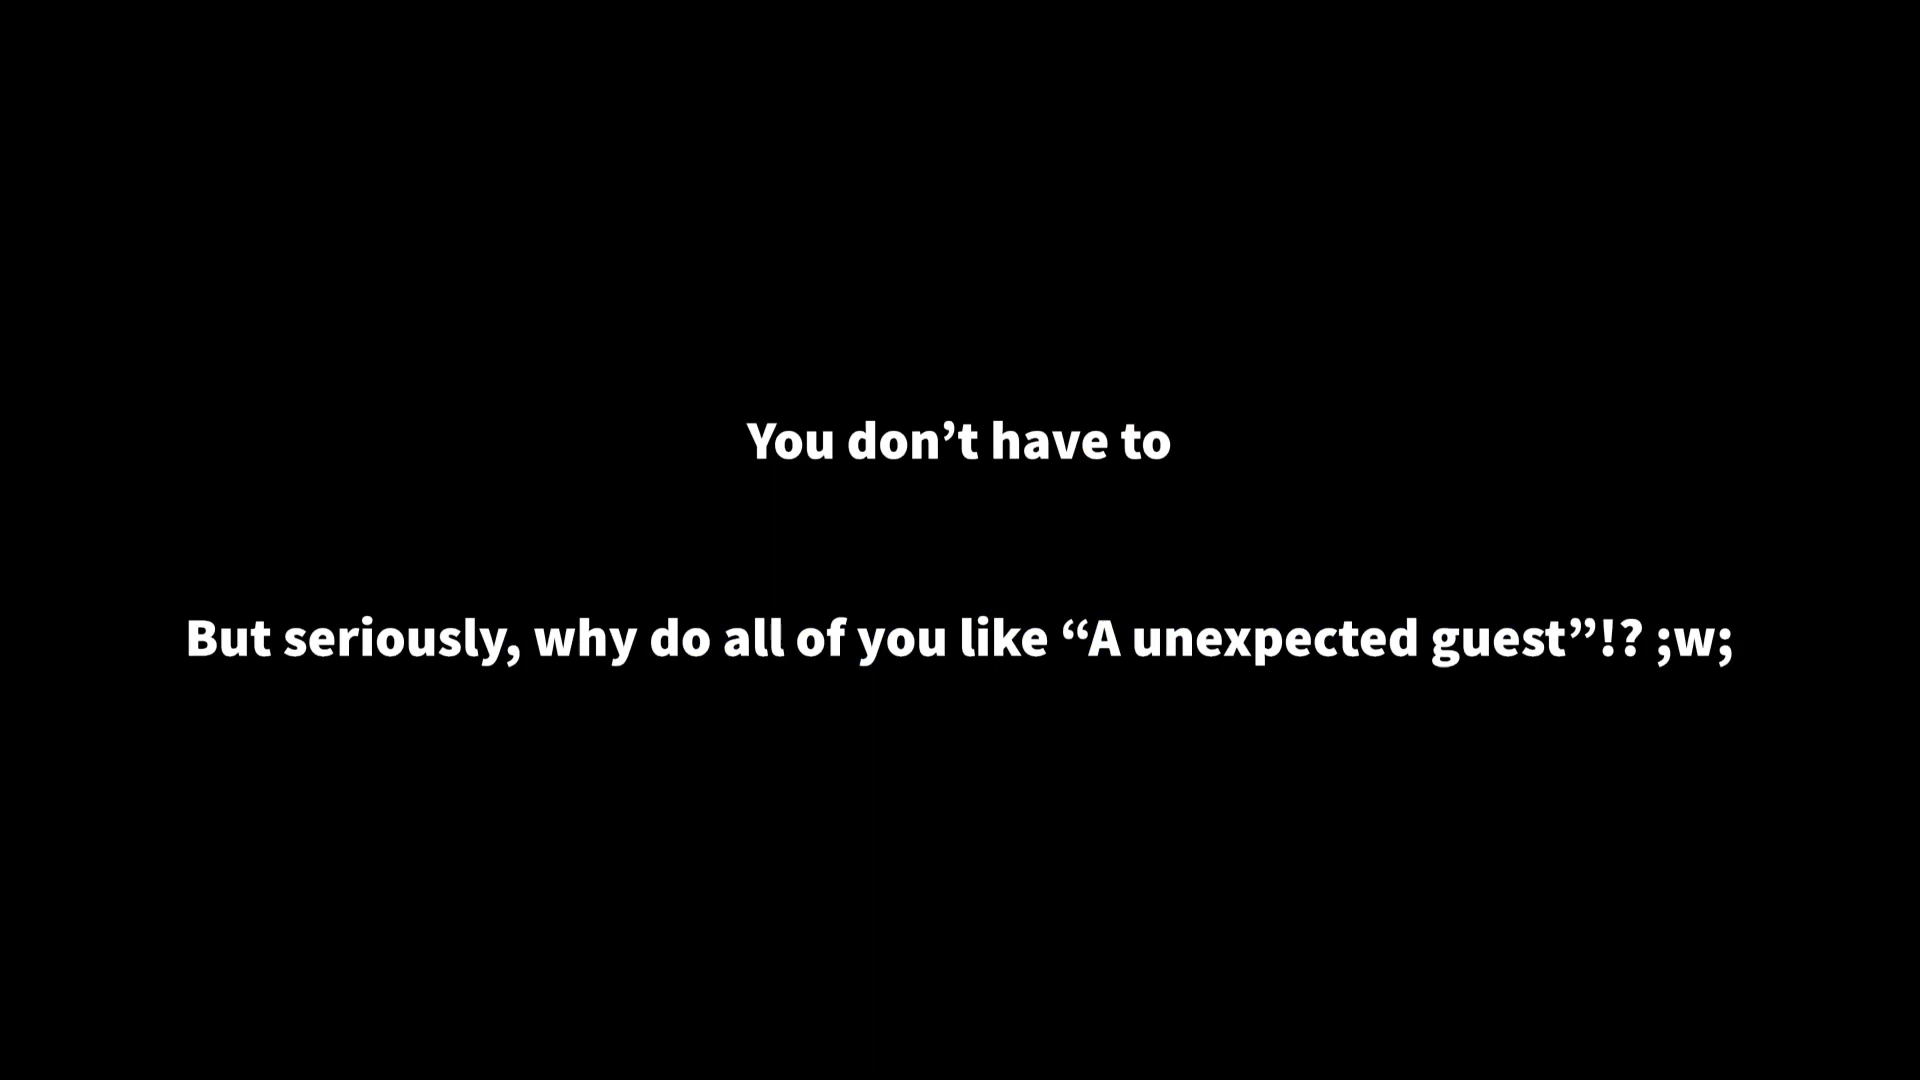 You don’t have to
But seriously, why do all of you like “A unexpected guest”!? ;w;